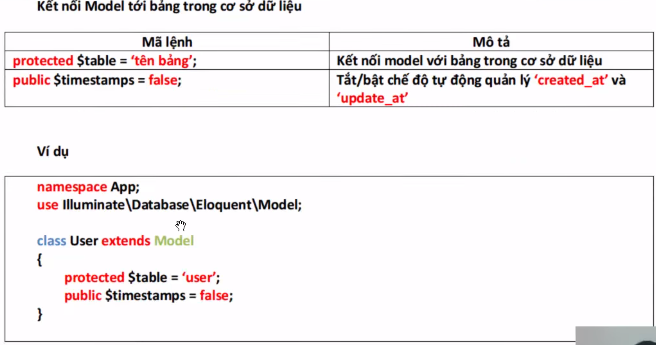 Kết nối Model tới bảng trong cơ sở dữ liệu
Mã lệnh Mô tả
protected $table = ‘tên bảng’; Kết nối model với bảng trong cơ sở dữ liệu
public $timestamps = false; Tắt/bật chế độ tự động quản lý ‘created_at’ và
‘update_at’
Ví dụ
namespace App;
use Illuminate\Database\Eloquent\Model;
class User extends Model
{
protected $table = ‘user’;
public $timestamps = false;
}